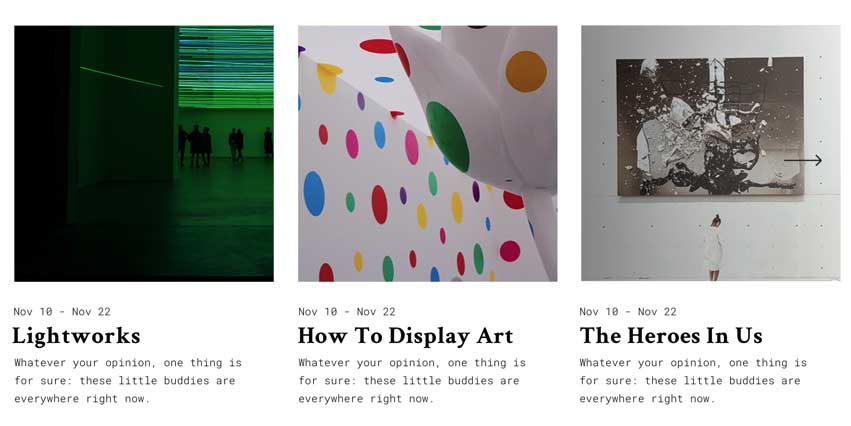 Nov 10 - Nov 22
Lightworks
Whatever your opinion, one thing is
for sure: these little buddies are
everywhere right now.
Nov 10 - Nov 22
How To Display Art
Whatever your opinion, one thing is
for sure: these little buddies are
everywhere right now.
Nov 10 - Nov 22
The Heroes In Us
Whatever your opinion, one thing is
for sure: these little buddies are
everywhere right now.